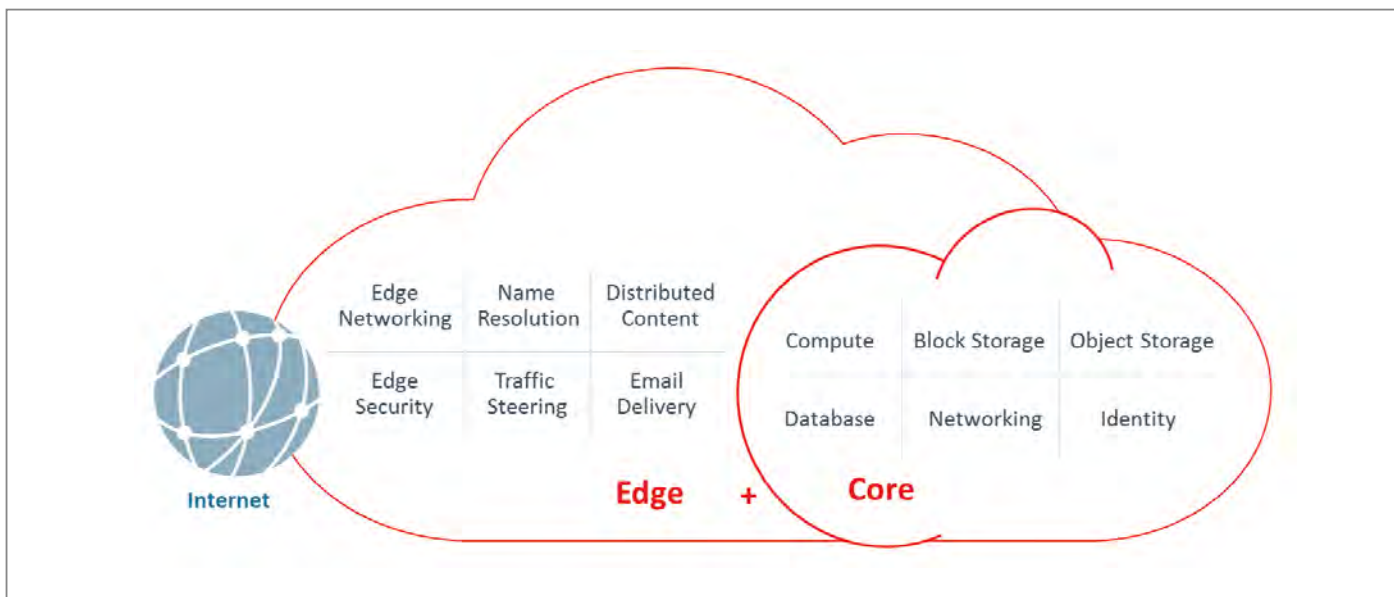 Edge
Networking
Name
Resolution
Distributed
Content
Edge
Security
Traffic
Steering
Email
Delivery
Compute
Block Storage
Object Storage
Database
Networking
Identity
Internet
Edge + Core